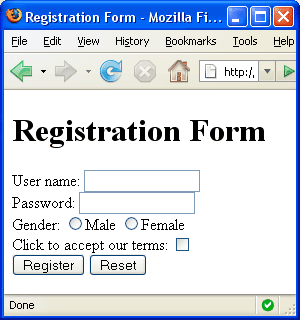 Registration Form - Mozilla Fi...
File Edit View History Bookmarks Tools Help
http:/,
Registration Form
User name:
Password:
Gender: Male Female
Click to accept our terms:
Register Reset
Done